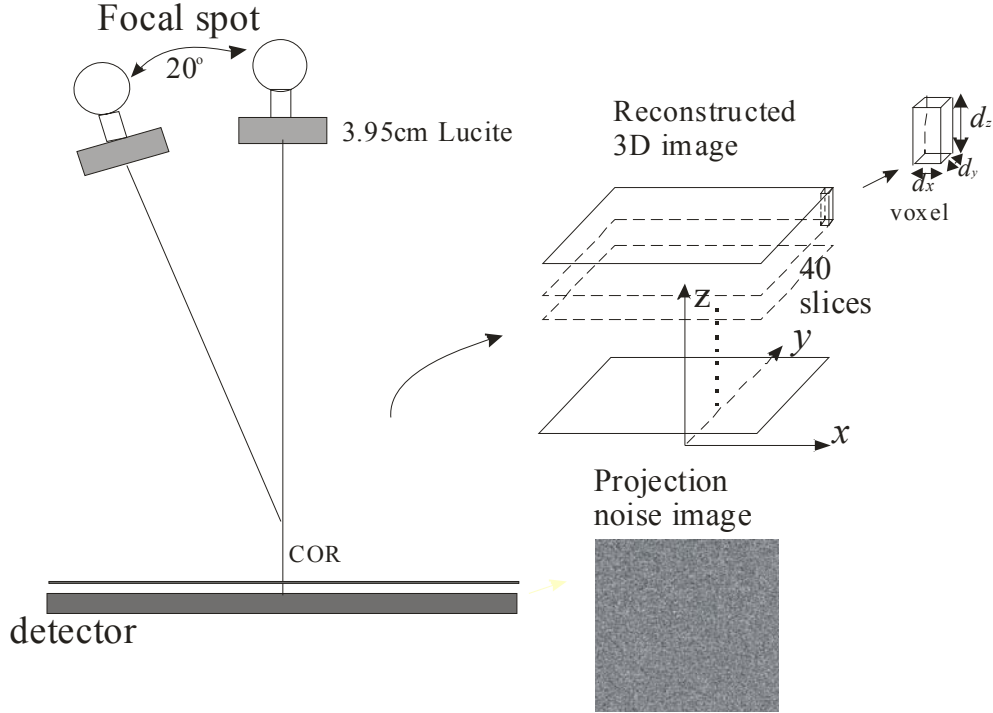 Focal spot
20°
3.95cm Lucite
COR
detector
Reconstructed
3D image
dz
dy
dx
voxel
40
slices
z
y
x
Projection
noise image